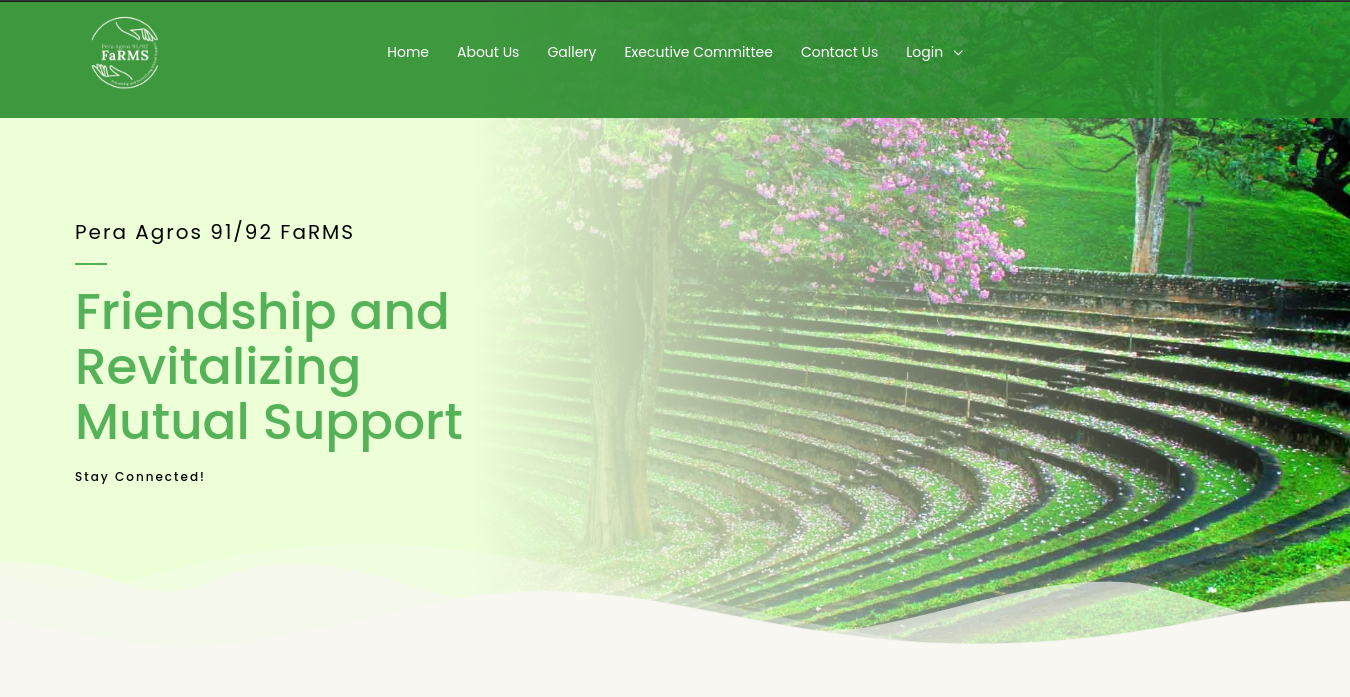 Pera Agros 91/92
FaRMS
Home About Us Gallery Executive Committee Contact Us Login
Pera Agros 91/92 FaRMS
Friendship and
Revitalizing
Mutual Support
Stay Connected!